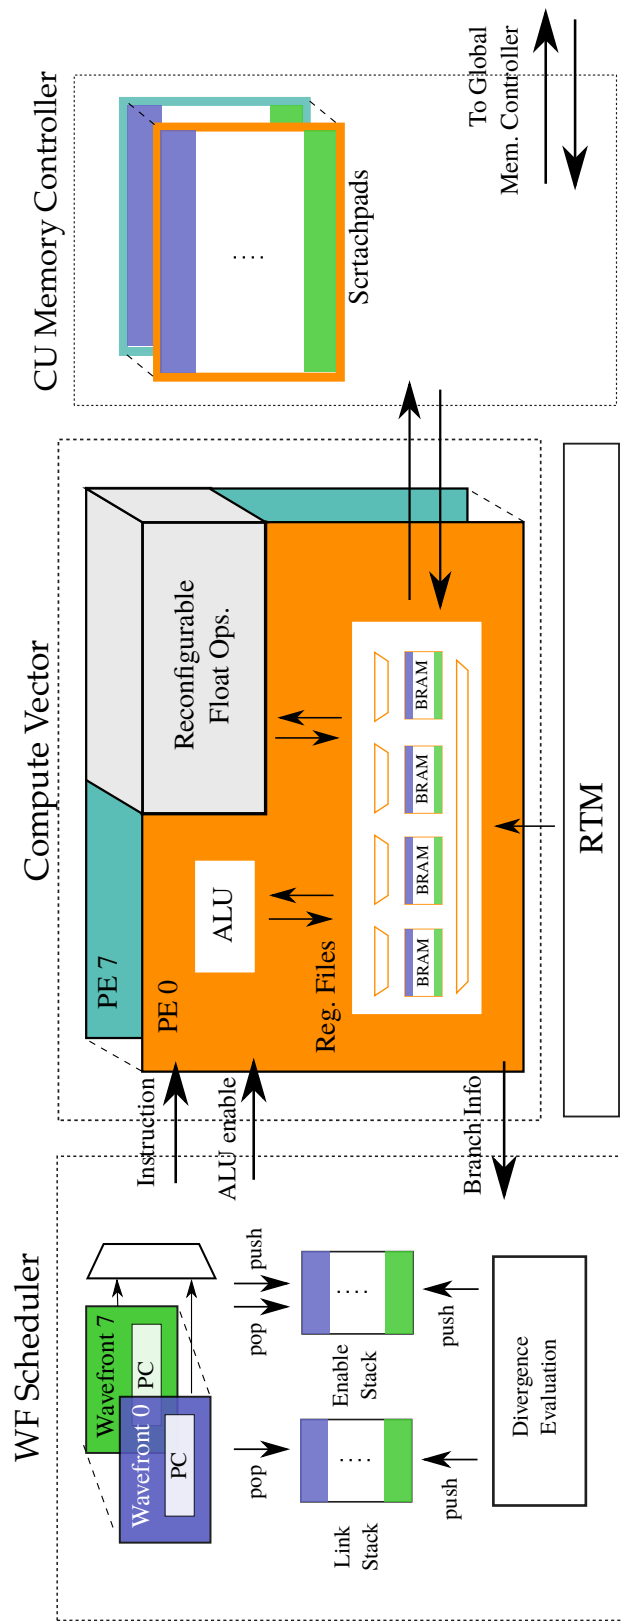 WF Scheduler
Wavefront 7
PC
Wavefront 0
PC
pop
pop
push
Link
Stack
....
Enable
Stack
....
push
push
Divergence
Evaluation
Compute Vector
Instruction
ALU enable
Branch Info
PE 7
PE 0
ALU
Reconfigurable
Float Ops.
Reg. Files
BRAM
BRAM
BRAM
BRAM
RTM
CU Memory Controller
....
Scrtachpads
To Global
Mem. Controller